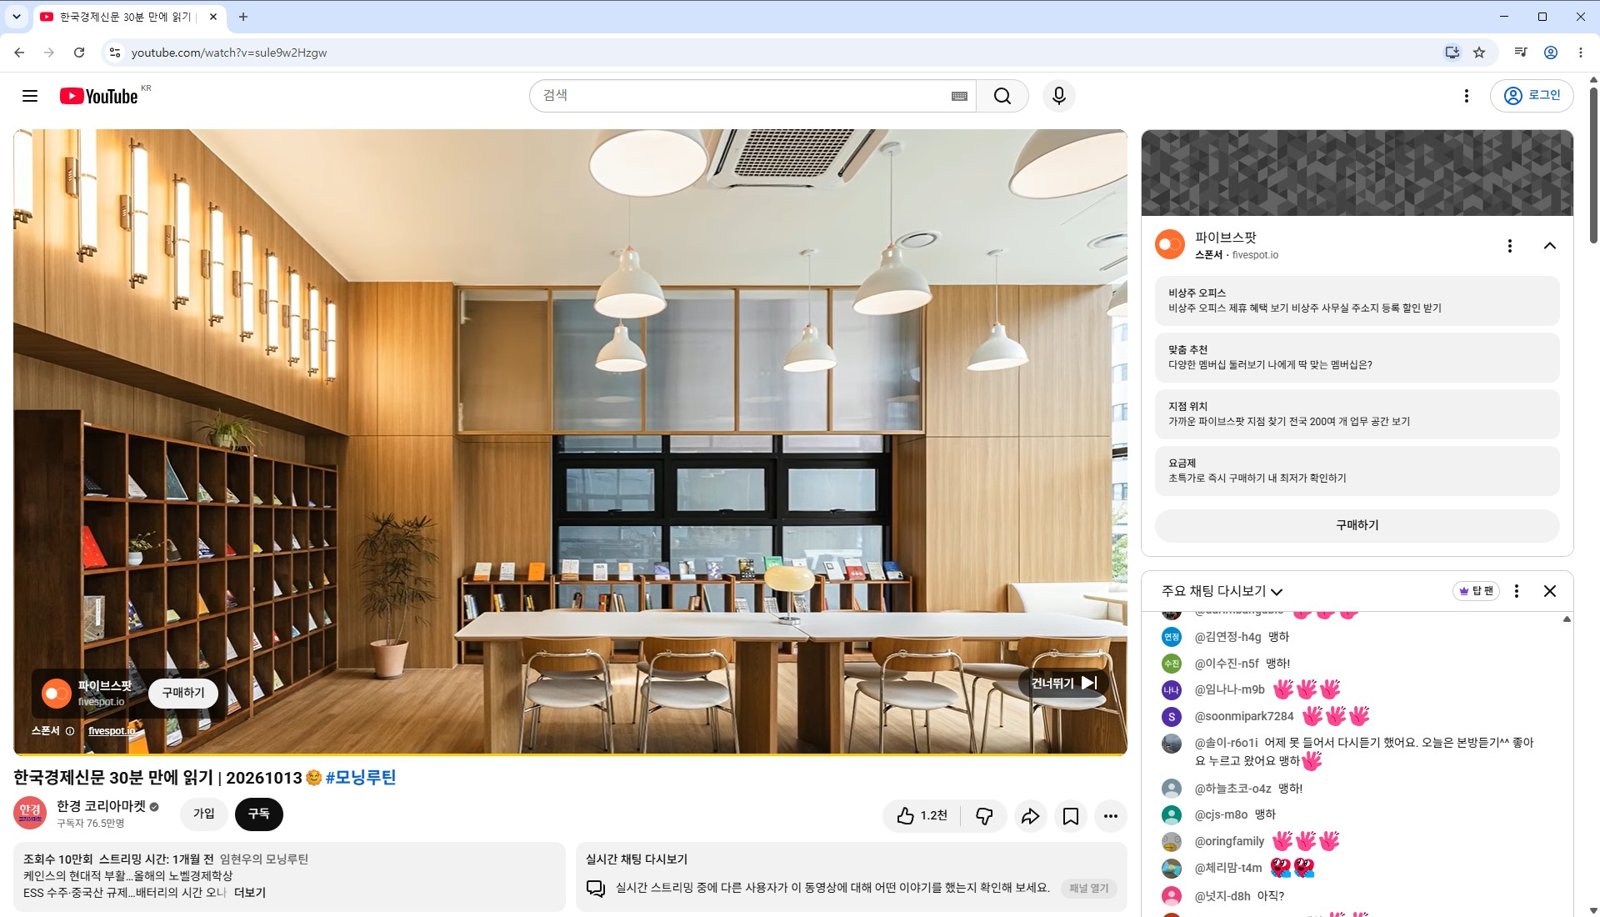 한국경제신문 30분 만에 읽기 |
youtube.com/watch?v=sule9w2Hzgw
YouTube KR
검색
로그인
파이브스팟
fivespot.io
구매하기
스폰서
fivespot.io
건너뛰기
한국경제신문 30분 만에 읽기 | 20261013 🌞 #모닝루틴
한경
코리아마켓
한경 코리아마켓
구독자 76.5만명
가입
구독
1.2천
조회수 10만회 스트리밍 시간: 1개월 전 임현우의 모닝루틴
케인스의 현대적 부활...올해의 노벨경제학상
ESS 수주·중국산 규제...배터리의 시간 오나 더보기
실시간 채팅 다시보기
실시간 스트리밍 중에 다른 사용자가 이 동영상에 대해 어떤 이야기를 했는지 확인해 보세요.
패널 열기
파이브스팟
스폰서 · fivespot.io
비상주 오피스
비상주 오피스 제휴 혜택 보기 비상주 사무실 주소지 등록 할인 받기
맞춤 추천
다양한 멤버십 둘러보기 나에게 딱 맞는 멤버십은?
지점 위치
가까운 파이브스팟 지점 찾기 전국 200여 개 업무 공간 보기
요금제
초특가로 즉시 구매하기 내 최저가 확인하기
구매하기
주요 채팅 다시보기
탑 팬
연정 @김연정-h4g 맹하
수진 @이수진-n5f 맹하!
나나 @임나나-m9b
S @soonmipark7284
@솔이-r6o1i 어제 못 들어서 다시듣기 했어요. 오늘은 본방듣기^^ 좋아
요 누르고 왔어요 맹하
@하늘초코-o4z 맹하!
@cjs-m8o 맹하
@oringfamily
@체리맘-t4m
@넛지-d8h 아직?